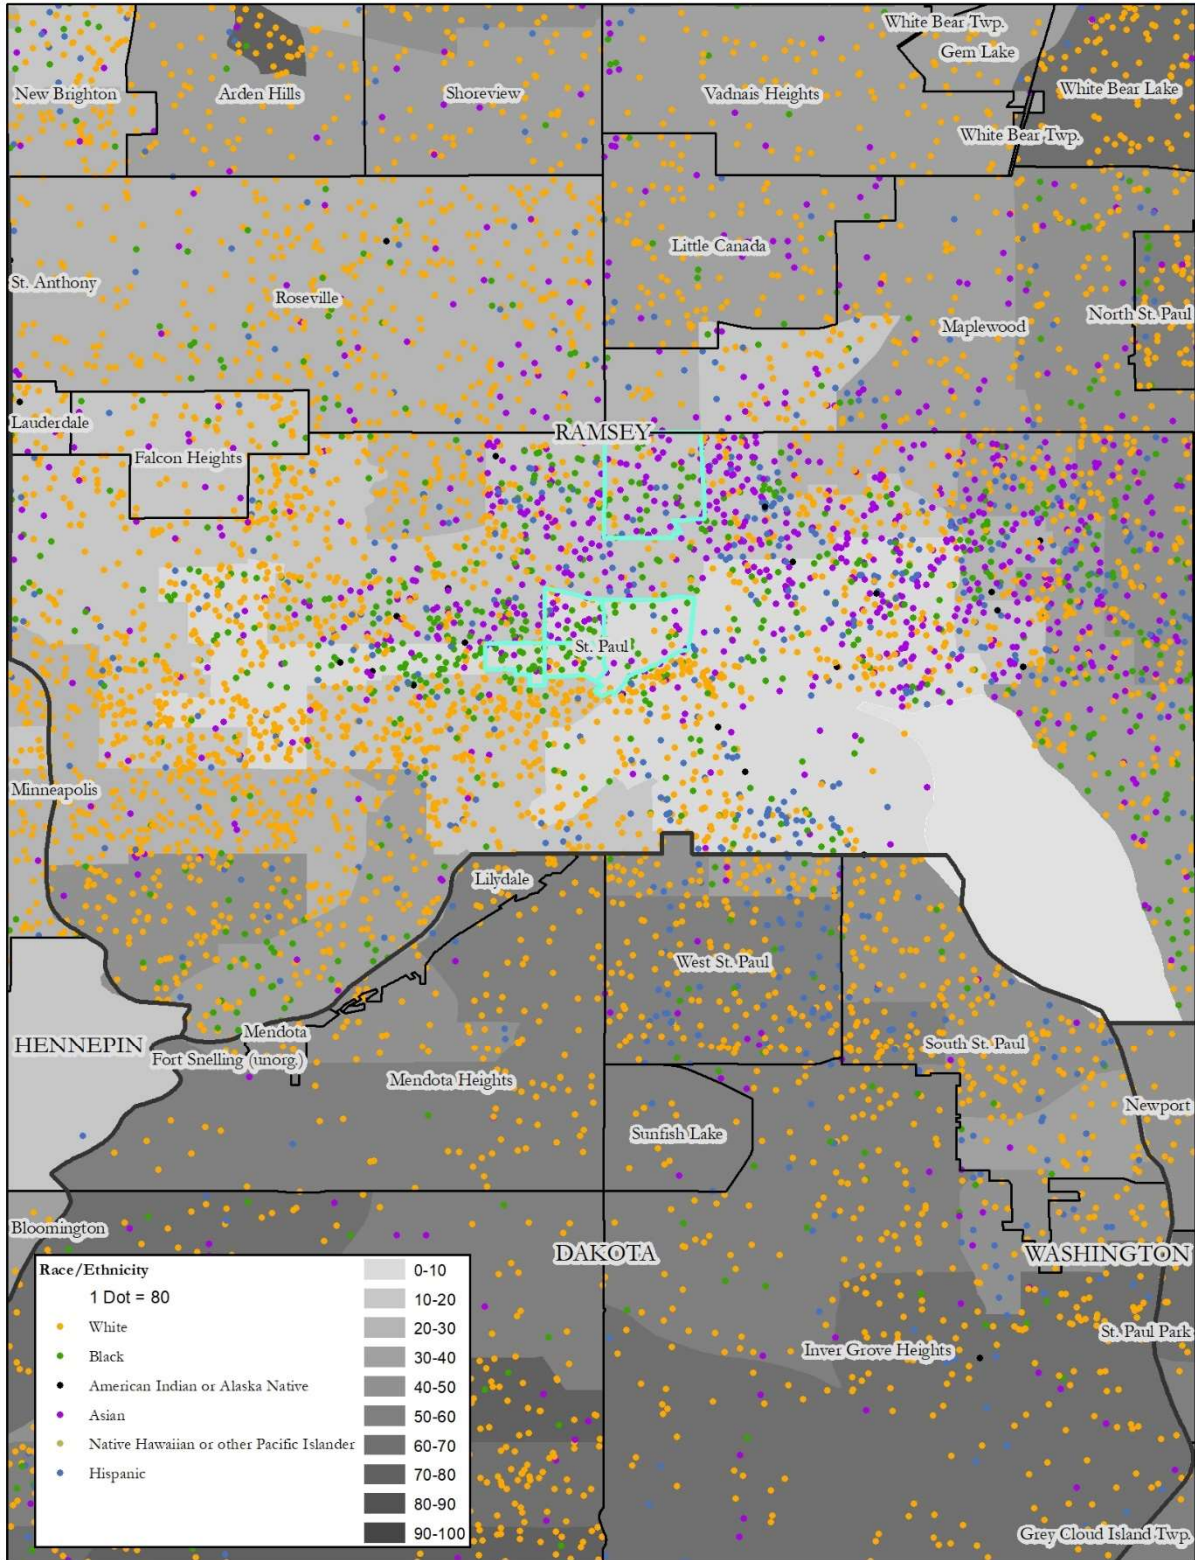 White Bear Twp.
Gem Lake
New Brighton
Arden Hills
Shoreview
Vadnais Heights
White Bear Lake
White Bear Twp.
Little Canada
St. Anthony
Roseville
Maplewood
North St. Paul
Lauderdale
RAMSEY
Falcon Heights
St. Paul
Minneapolis
Lilydale
West St. Paul
HENNEPIN
Mendota
Fort Snelling (unorg.)
South St. Paul
Mendota Heights
Newport
Sunfish Lake
Bloomington
DAKOTA
WASHINGTON
St. Paul Park
Inver Grove Heights
Grey Cloud Island Twp.
Race/Ethnicity
1 Dot = 80
White
Black
American Indian or Alaska Native
Asian
Native Hawaiian or other Pacific Islander
Hispanic
0-10
10-20
20-30
30-40
40-50
50-60
60-70
70-80
80-90
90-100